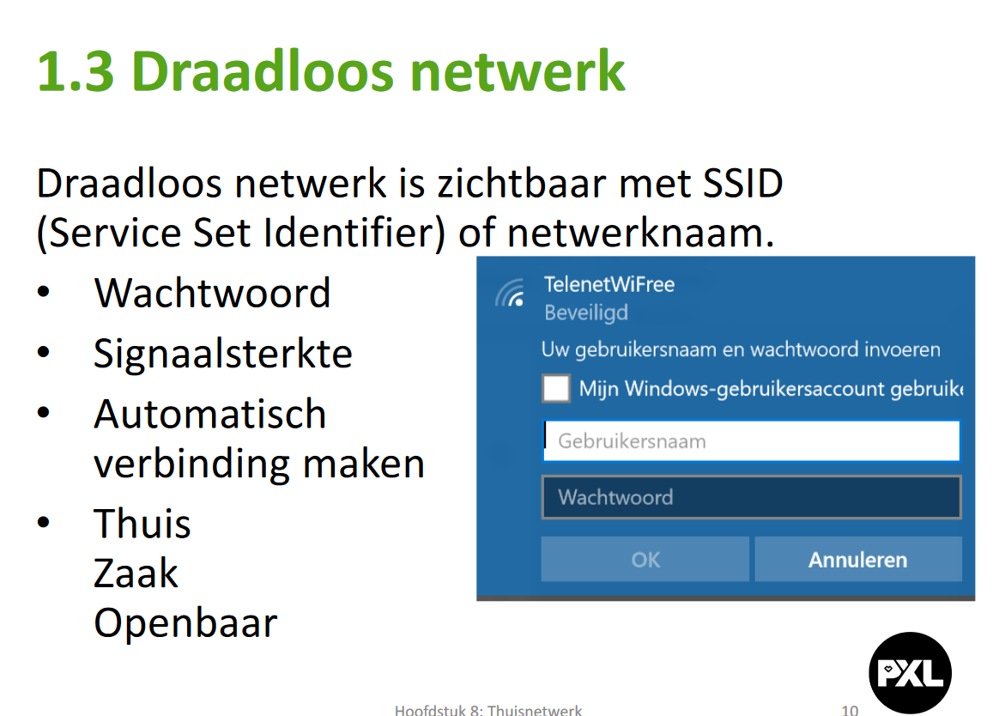 1.3 Draadloos netwerk
Draadloos netwerk is zichtbaar met SSID
(Service Set Identifier) of netwerknaam.
• Wachtwoord
• Signaalsterkte
• Automatisch
verbinding maken
• Thuis
Zaak
Openbaar
TelenetWiFree
Beveiligd
Uw gebruikersnaam en wachtwoord invoeren
Mijn Windows-gebruikersaccount gebruike
Gebruikersnaam
Wachtwoord
OK
Annuleren
PXL
Hoofdstuk 8: Thuisnetwerk
10